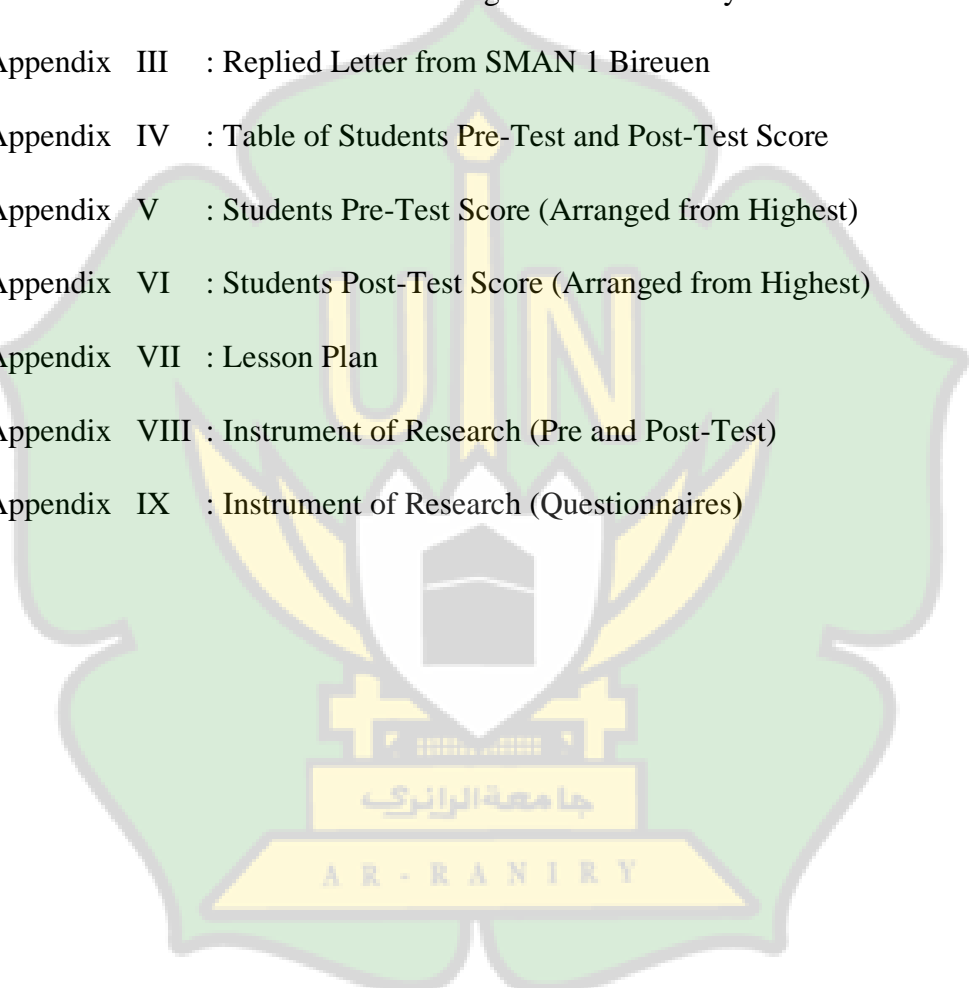 Appendix III : Replied Letter from SMAN 1 Bireuen
Appendix IV : Table of Students Pre-Test and Post-Test Score
Appendix V : Students Pre-Test Score (Arranged from Highest)
Appendix VI : Students Post-Test Score (Arranged from Highest)
Appendix VII : Lesson Plan
Appendix VIII : Instrument of Research (Pre and Post-Test)
Appendix IX : Instrument of Research (Questionnaires)
UIN
جامعة الرانري
AR-RANIRY